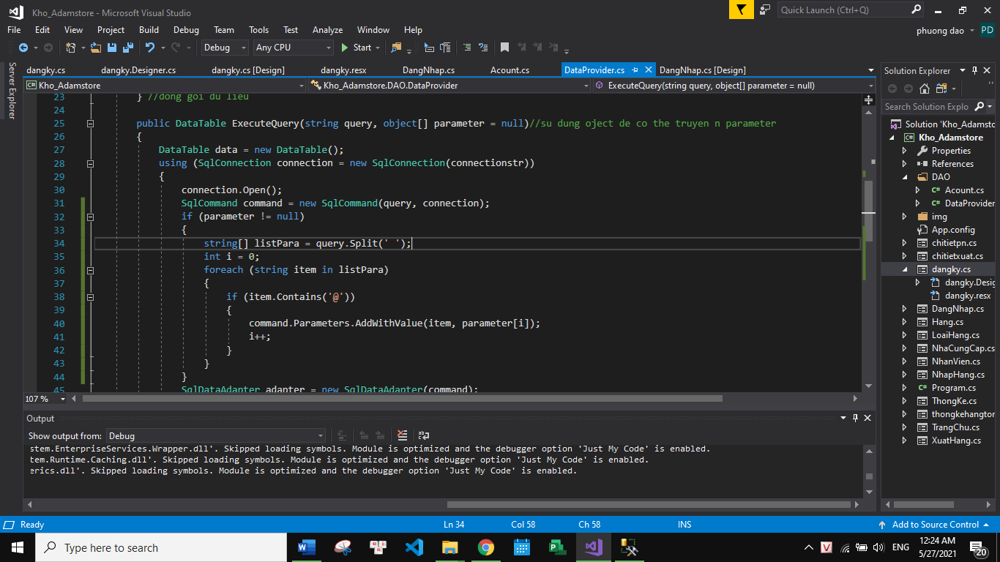 Kho_Adamstore - Microsoft Visual Studio
Quick Launch (Ctrl+Q)
File Edit View Project Build Debug Team Tools Test Analyze Window Help
phuong dao PD
Debug Any CPU Start
Server Explorer
dangky.cs dangky.Designer.cs dangky.cs [Design] dangky.resx DangNhap.cs Acount.cs DataProvider.cs DangNhap.cs [Design]
Kho_Adamstore Kho_Adamstore.DAO.DataProvider ExecuteQuery(string query, object[] parameter = null)
23 } //dong goi du lieu
24
25 public DataTable ExecuteQuery(string query, object[] parameter = null)//su dung oject de co the truyen n parameter
26 {
27 DataTable data = new DataTable();
28 using (SqlConnection connection = new SqlConnection(connectionstr))
29 {
30 connection.Open();
31 SqlCommand command = new SqlCommand(query, connection);
32 if (parameter != null)
33 {
34 string[] listPara = query.Split(' ');
35 int i = 0;
36 foreach (string item in listPara)
37 {
38 if (item.Contains('@'))
39 {
40 command.Parameters.AddWithValue(item, parameter[i]);
41 i++;
42 }
43 }
44 }
45 SqlDataAdapter adapter = new SqlDataAdapter(command);
107 %
Output
Show output from: Debug
stem.EnterpriseServices.Wrapper.dll'. Skipped loading symbols. Module is optimized and the debugger option 'Just My Code' is enabled.
tem.Runtime.Caching.dll'. Skipped loading symbols. Module is optimized and the debugger option 'Just My Code' is enabled.
erics.dll'. Skipped loading symbols. Module is optimized and the debugger option 'Just My Code' is enabled.
Solution Explorer
Search Solution Explo
Solution 'Kho_Adamsto
Kho_Adamstore
Properties
References
DAO
Acount.cs
DataProvider
img
App.config
chitietpn.cs
chitietxuat.cs
dangky.cs
dangky.Desig
dangky.resx
DangNhap.cs
Hang.cs
LoaiHang.cs
NhaCungCap.cs
NhanVien.cs
NhapHang.cs
Program.cs
ThongKe.cs
thongkehangtor
TrangChu.cs
XuatHang.cs
Ready Ln 34 Col 58 Ch 58 INS Add to Source Control
Type here to search
ENG
12:24 AM
5/27/2021
20